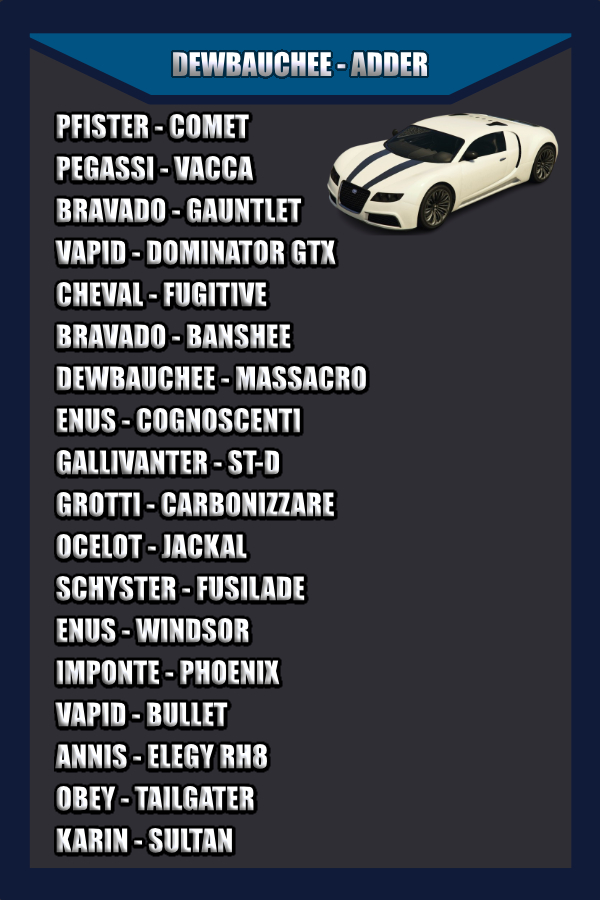 DEWBAUCHEE - ADDER
PFISTER - COMET
PEGASSI - VACCA
BRAVADO - GAUNTLET
VAPID - DOMINATOR GTX
CHEVAL - FUGITIVE
BRAVADO - BANSHEE
DEWBAUCHEE - MASSACRO
ENUS - COGNOSCENTI
GALLIVANTER - ST-D
GROTTI - CARBONIZZARE
OCELOT - JACKAL
SCHYSTER - FUSILADE
ENUS - WINDSOR
IMPONTE - PHOENIX
VAPID - BULLET
ANNIS - ELEGY RH8
OBEY - TAILGATER
KARIN - SULTAN